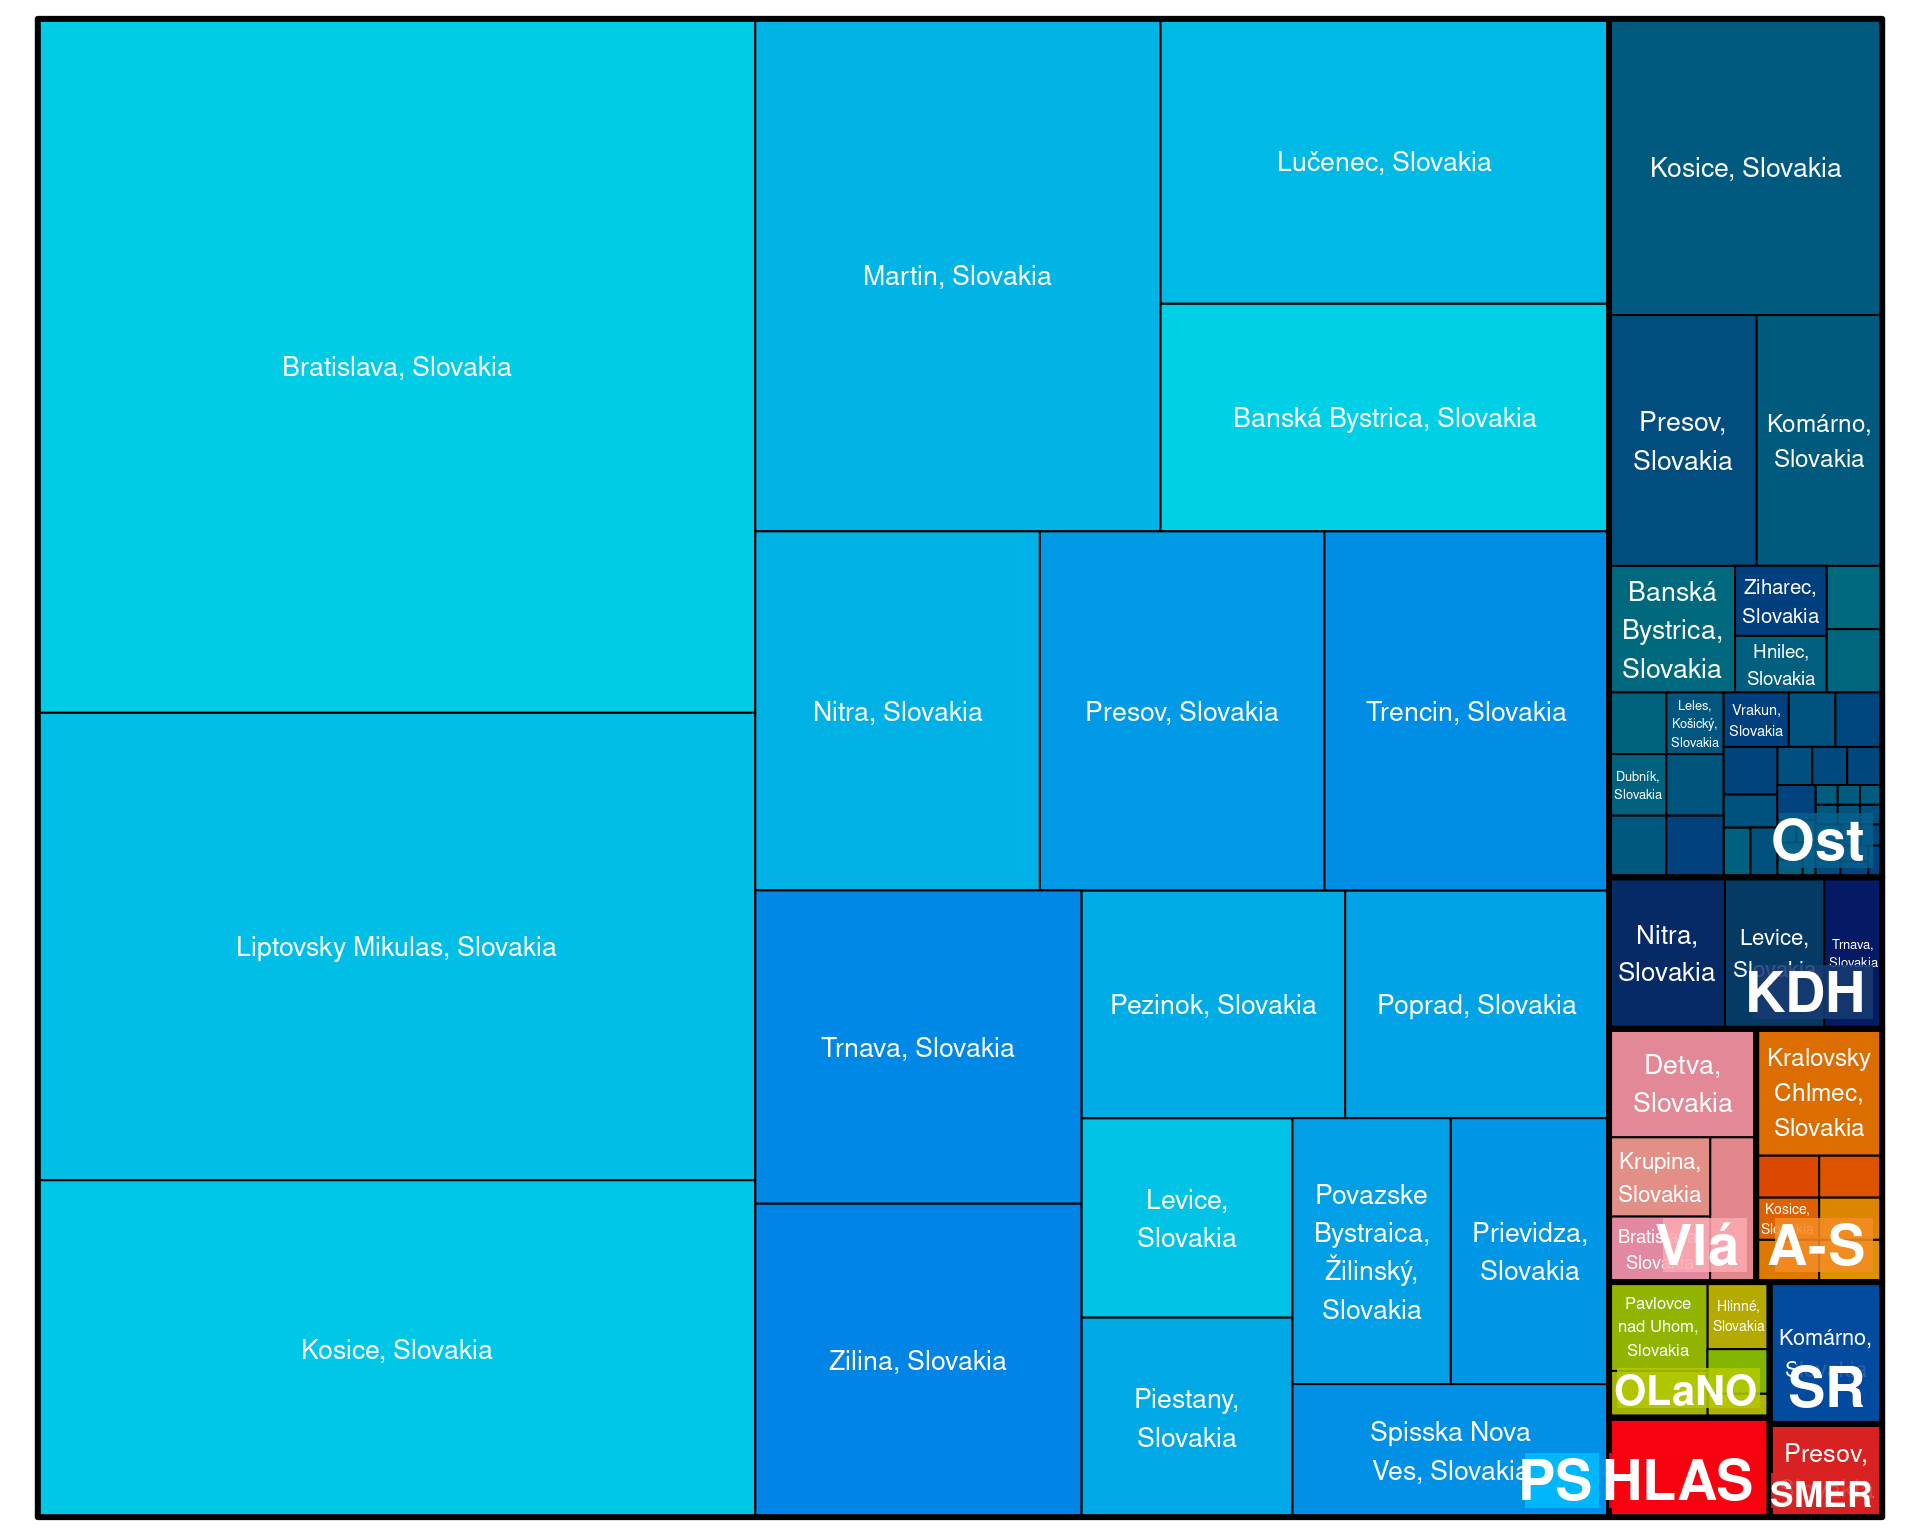 Bratislava, Slovakia
Liptovsky Mikulas, Slovakia
Kosice, Slovakia
Martin, Slovakia
Lučenec, Slovakia
Banská Bystrica, Slovakia
Nitra, Slovakia
Presov, Slovakia
Trencin, Slovakia
Trnava, Slovakia
Zilina, Slovakia
Pezinok, Slovakia
Poprad, Slovakia
Levice,
Slovakia
Piestany,
Slovakia
Povazske
Bystraica,
Žilinský,
Slovakia
Prievidza,
Slovakia
Spisska Nova
Ves, Slovakia
PS
Kosice, Slovakia
Presov,
Slovakia
Komárno,
Slovakia
Banská
Bystrica,
Slovakia
Ziharec,
Slovakia
Hnilec,
Slovakia
Leles,
Košický,
Slovakia
Vrakun,
Slovakia
Dubník,
Slovakia
Ost
Nitra,
Slovakia
Levice,
Slovakia
Trnava,
Slovakia
KDH
Detva,
Slovakia
Krupina,
Slovakia
Vlá
Kralovsky
Chlmec,
Slovakia
Kosice,
Slovakia
A-S
Pavlovce
nad Uhom,
Slovakia
Hlinné,
Slovakia
OLaNO
Komárno,
Slovakia
SR
HLAS
Presov,
SMER